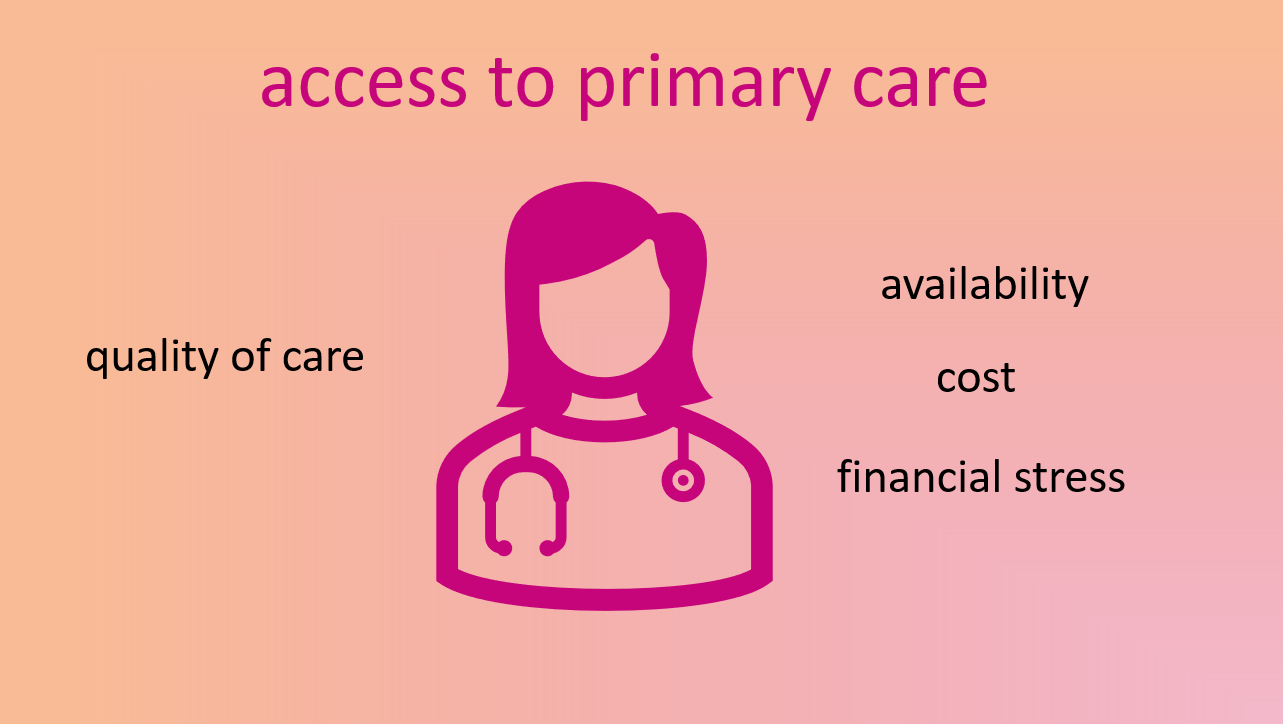 access to primary care
quality of care
availability
cost
financial stress